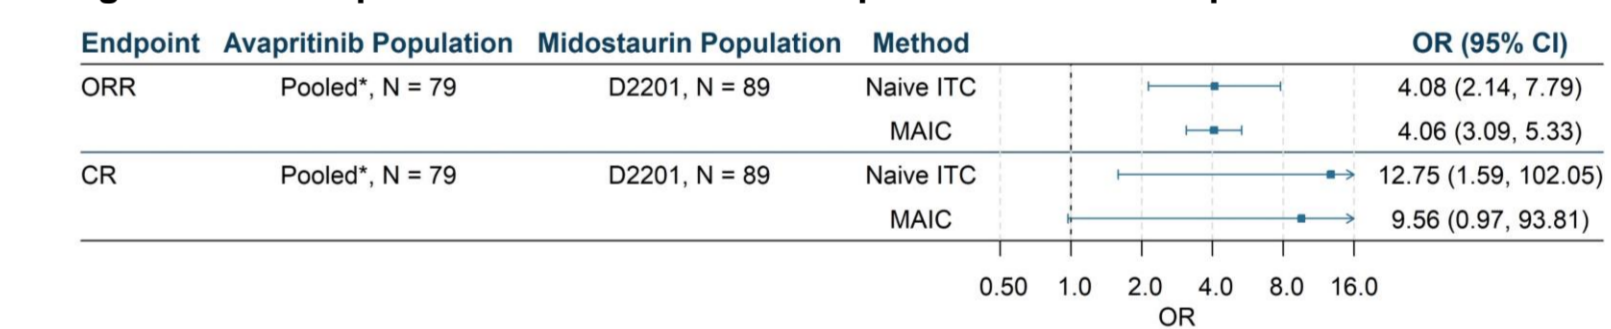 Endpoint Avapritinib Population Midostaurin Population Method OR (95% CI)
ORR Pooled*, N = 79 D2201, N = 89 Naive ITC 4.08 (2.14, 7.79)
MAIC 4.06 (3.09, 5.33)
CR Pooled*, N = 79 D2201, N = 89 Naive ITC 12.75 (1.59, 102.05)
MAIC 9.56 (0.97, 93.81)
0.50 1.0 2.0 4.0 8.0 16.0
OR